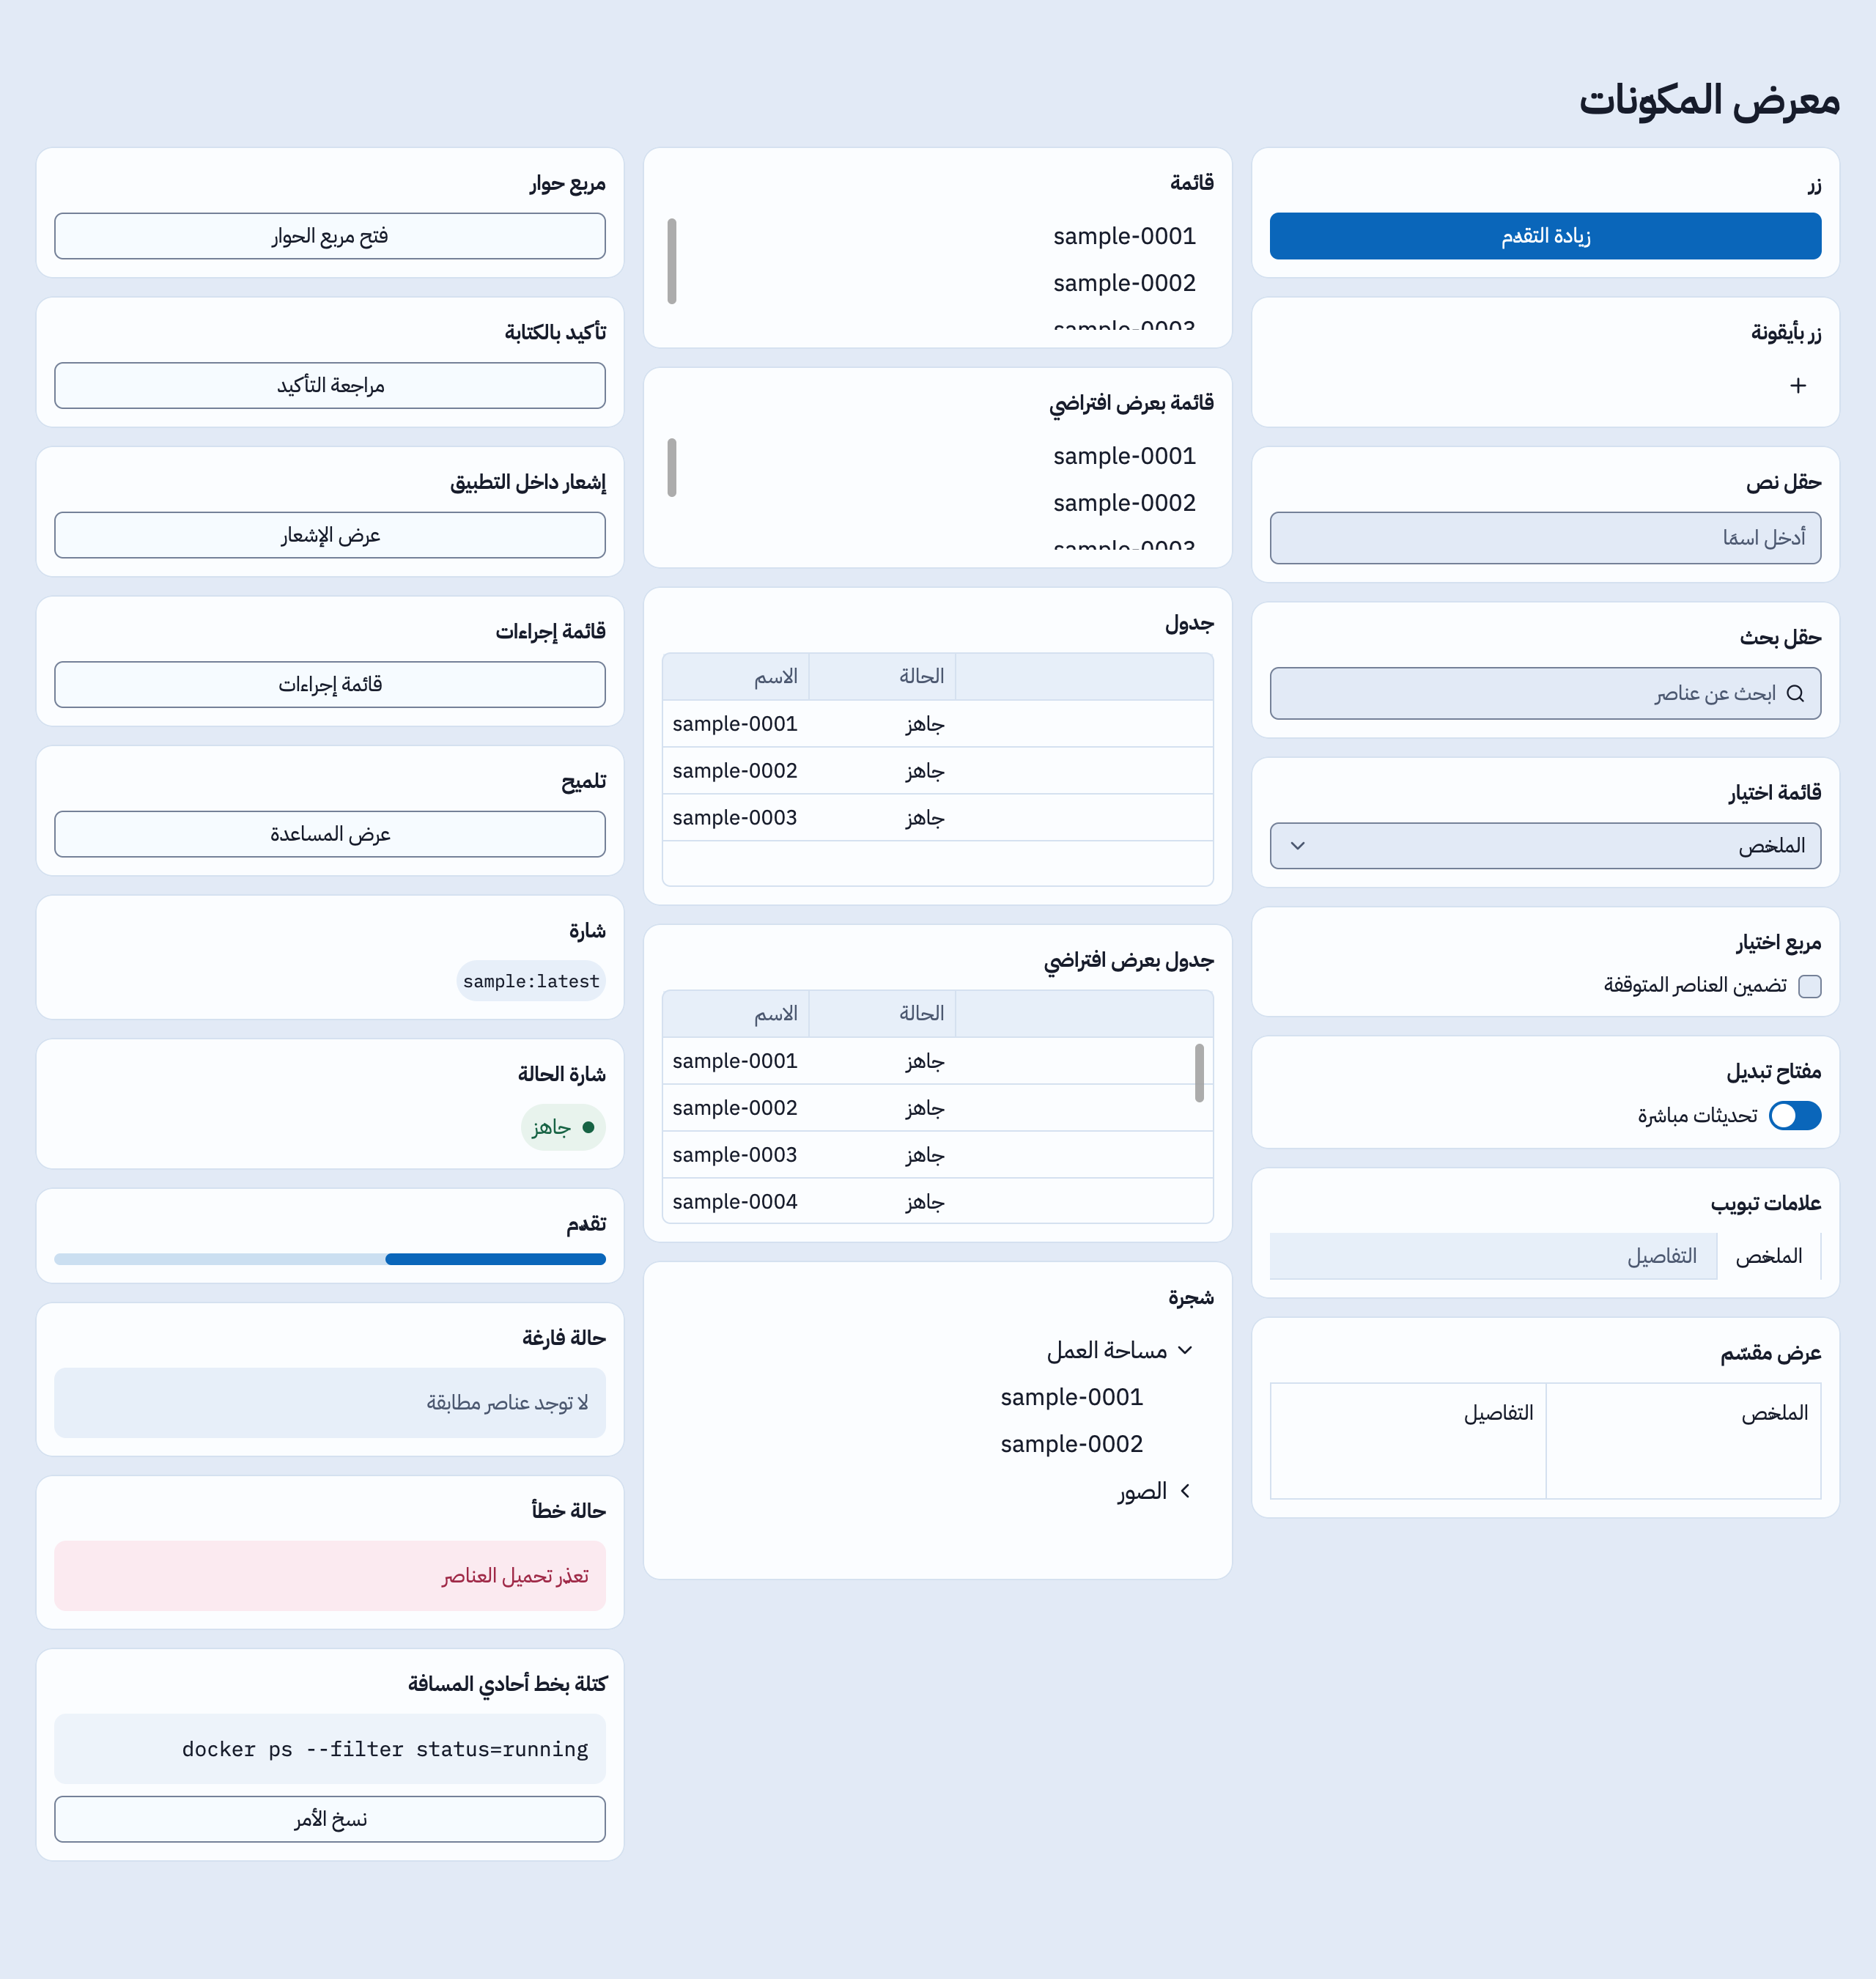 معرض المكوّنات
زر
زيادة التقدّم
زر بأيقونة
حقل نص
أدخل اسمًا
حقل بحث
ابحث عن عناصر
قائمة اختيار
الملخص
مربع اختيار
تضمين العناصر المتوقفة
مفتاح تبديل
تحديثات مباشرة
علامات تبويب
الملخص
التفاصيل
عرض مقسّم
الملخص
التفاصيل
قائمة
sample-0001
sample-0002
sample-0003
قائمة بعرض افتراضي
sample-0001
sample-0002
sample-0003
جدول
الحالة الاسم
جاهز sample-0001
جاهز sample-0002
جاهز sample-0003
جدول بعرض افتراضي
الحالة الاسم
جاهز sample-0001
جاهز sample-0002
جاهز sample-0003
جاهز sample-0004
شجرة
مساحة العمل
sample-0001
sample-0002
الصور
مربع حوار
فتح مربع الحوار
تأكيد بالكتابة
مراجعة التأكيد
إشعار داخل التطبيق
عرض الإشعار
قائمة إجراءات
قائمة إجراءات
تلميح
عرض المساعدة
شارة
sample:latest
شارة الحالة
جاهز
تقدم
حالة فارغة
لا توجد عناصر مطابقة
حالة خطأ
تعذر تحميل العناصر
كتلة بخط أحادي المسافة
docker ps --filter status=running
نسخ الأمر